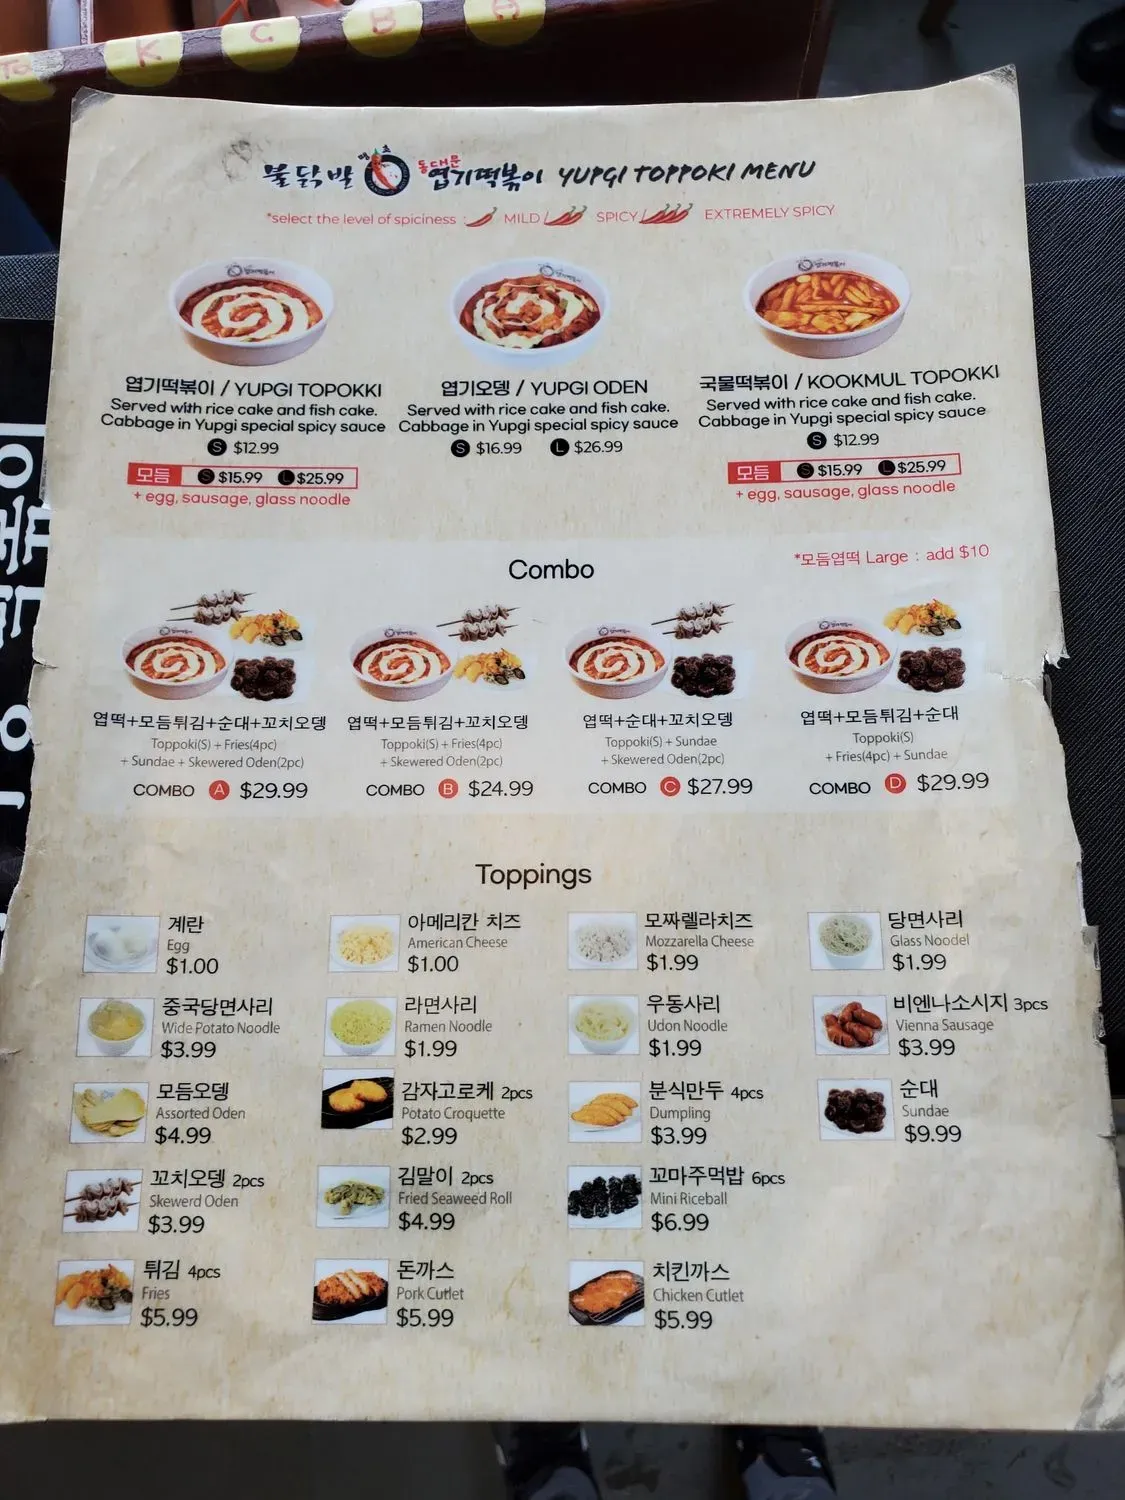 K C B A
불닭발 맵초 동대문 엽기떡볶이 YUPGI TOPPOKI MENU
*select the level of spiciness : MILD / SPICY / EXTREMELY SPICY
엽기떡볶이 / YUPGI TOPOKKI
Served with rice cake and fish cake.
Cabbage in Yupgi special spicy sauce
S $12.99
모듬 S $15.99 L $25.99
+ egg, sausage, glass noodle
엽기오뎅 / YUPGI ODEN
Served with rice cake and fish cake.
Cabbage in Yupgi special spicy sauce
S $16.99 L $26.99
국물떡볶이 / KOOKMUL TOPOKKI
Served with rice cake and fish cake.
Cabbage in Yupgi special spicy sauce
S $12.99
모듬 S $15.99 L $25.99
+ egg, sausage, glass noodle
Combo
*모듬엽떡 Large : add $10
엽떡+모듬튀김+순대+꼬치오뎅
Toppoki(S) + Fries(4pc)
+ Sundae + Skewered Oden(2pc)
COMBO A $29.99
엽떡+모듬튀김+꼬치오뎅
Toppoki(S) + Fries(4pc)
+ Skewered Oden(2pc)
COMBO B $24.99
엽떡+순대+꼬치오뎅
Toppoki(S) + Sundae
+ Skewered Oden(2pc)
COMBO C $27.99
엽떡+모듬튀김+순대
Toppoki(S)
+ Fries(4pc) + Sundae
COMBO D $29.99
Toppings
계란
Egg
$1.00
아메리칸 치즈
American Cheese
$1.00
모짜렐라치즈
Mozzarella Cheese
$1.99
당면사리
Glass Noodel
$1.99
중국당면사리
Wide Potato Noodle
$3.99
라면사리
Ramen Noodle
$1.99
우동사리
Udon Noodle
$1.99
비엔나소시지 3pcs
Vienna Sausage
$3.99
모듬오뎅
Assorted Oden
$4.99
감자고로케 2pcs
Potato Croquette
$2.99
분식만두 4pcs
Dumpling
$3.99
순대
Sundae
$9.99
꼬치오뎅 2pcs
Skewerd Oden
$3.99
김말이 2pcs
Fried Seaweed Roll
$4.99
꼬마주먹밥 6pcs
Mini Riceball
$6.99
튀김 4pcs
Fries
$5.99
돈까스
Pork Cutlet
$5.99
치킨까스
Chicken Cutlet
$5.99